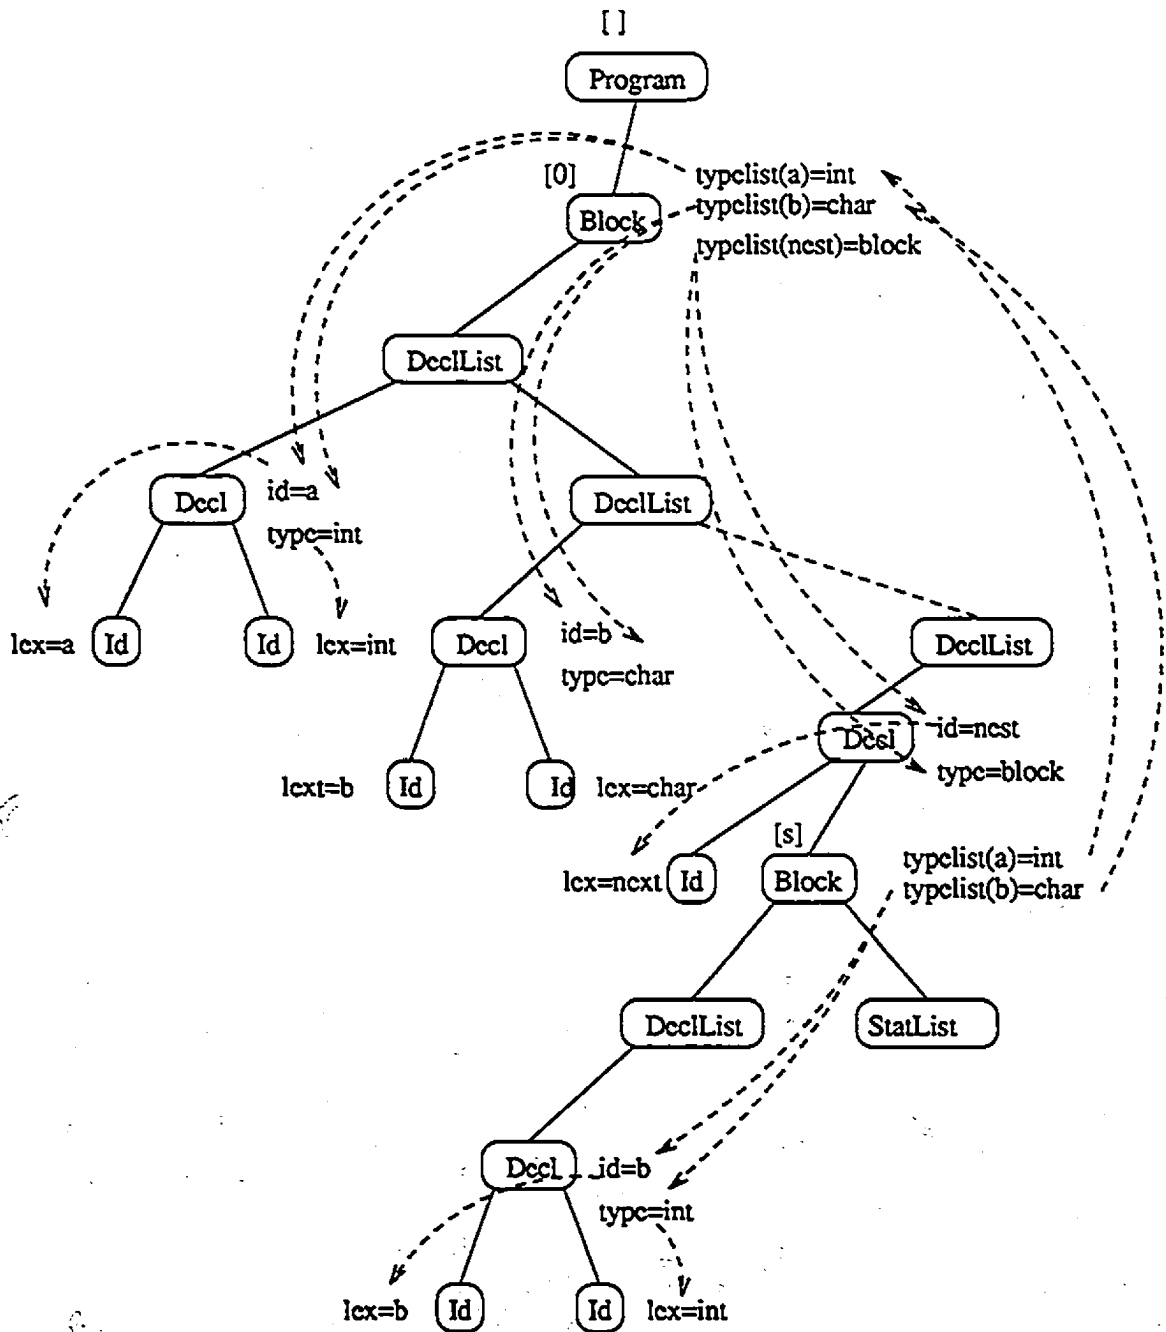 [ ]
Program
[0]
typelist(a)=int
Block
typelist(b)=char
typelist(nest)=block
DeclList
Decl
id=a
DeclList
type=int
lex=a
Id
Id
lex=int
Decl
id=b
DeclList
type=char
id=nest
Decl
type=block
lext=b
Id
Id
lex=char
[s]
typelist(a)=int
lex=next
Id
Block
typelist(b)=char
DeclList
StatList
Decl
id=b
type=int
lex=b
Id
Id
lex=int